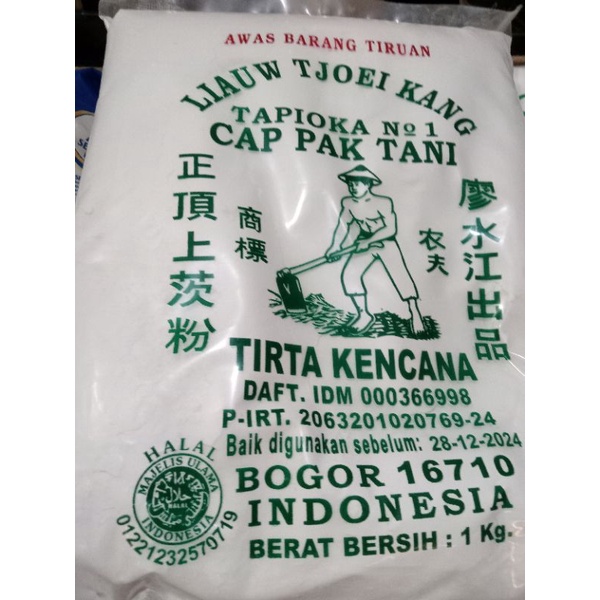 AWAS BARANG TIRUAN
LIAUW TJOEI KANG
TAPIOKA No 1
CAP PAK TANI
正頂上茨粉
商標
农夫
廖水江出品
TIRTA KENCANA
DAFT. IDM 000366998
P-IRT. 2063201020769-24
Baik digunakan sebelum: 28-12-2024
HALAL
MAJELIS ULAMA
حلال
HALAL
INDONESIA
01221232570719
BOGOR 16710
INDONESIA
BERAT BERSIH : 1 Kg.